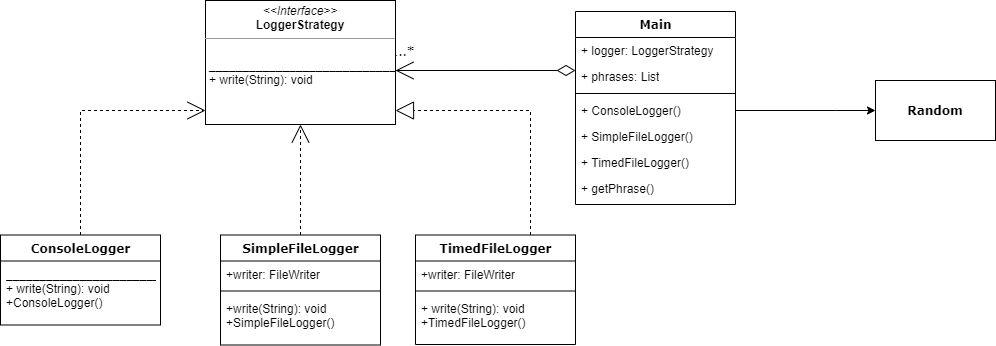 <<Interface>>
LoggerStrategy
+ write(String): void
...*
Main
+ logger: LoggerStrategy
+ phrases: List
+ ConsoleLogger()
+ SimpleFileLogger()
+ TimedFileLogger()
+ getPhrase()
Random
ConsoleLogger
+ write(String): void
+ConsoleLogger()
SimpleFileLogger
+writer: FileWriter
+write(String): void
+SimpleFileLogger()
TimedFileLogger
+writer: FileWriter
+ write(String): void
+TimedFileLogger()